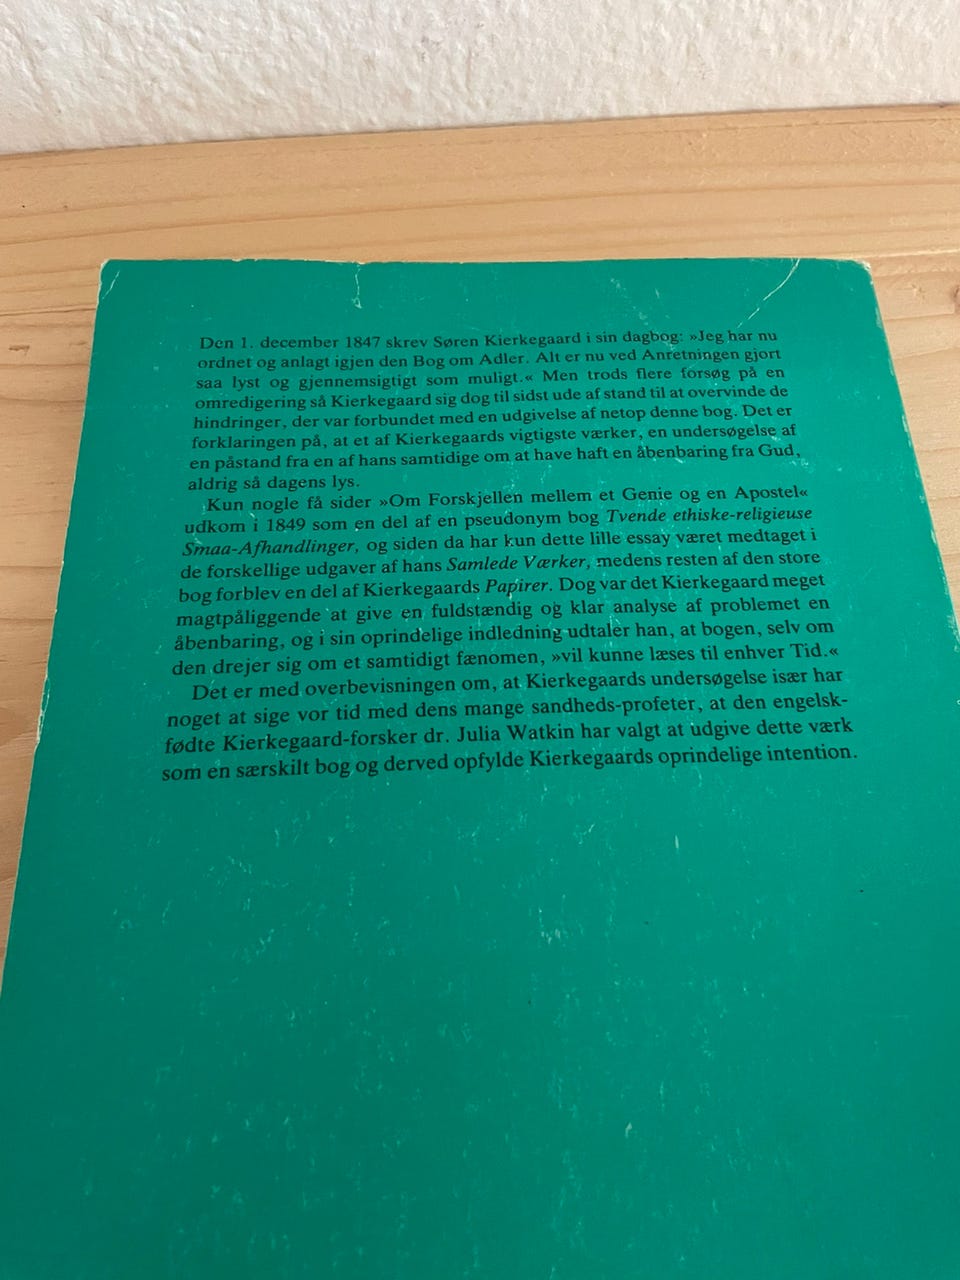 Den 1. december 1847 skrev Søren Kierkegaard i sin dagbog: »Jeg har nu
ordnet og anlagt igjen den Bog om Adler. Alt er nu ved Anretningen gjort
saa lyst og gjennemsigtigt som muligt.« Men trods flere forsøg på en
omredigering så Kierkegaard sig dog til sidst ude af stand til at overvinde de
hindringer, der var forbundet med en udgivelse af netop denne bog. Det er
forklaringen på, at et af Kierkegaards vigtigste værker, en undersøgelse af
en påstand fra en af hans samtidige om at have haft en åbenbaring fra Gud,
aldrig så dagens lys.
Kun nogle få sider »Om Forskjellen mellem et Genie og en Apostel«
udkom i 1849 som en del af en pseudonym bog Tvende ethiske-religieuse
Smaa-Afhandlinger, og siden da har kun dette lille essay været medtaget i
de forskellige udgaver af hans Samlede Værker, medens resten af den store
bog forblev en del af Kierkegaards Papirer. Dog var det Kierkegaard meget
magtpåliggende at give en fuldstændig og klar analyse af problemet en
åbenbaring, og i sin oprindelige indledning udtaler han, at bogen, selv om
den drejer sig om et samtidigt fænomen, »vil kunne læses til enhver Tid.«
Det er med overbevisningen om, at Kierkegaards undersøgelse især har
noget at sige vor tid med dens mange sandheds-profeter, at den engelsk-
fødte Kierkegaard-forsker dr. Julia Watkin har valgt at udgive dette værk
som en særskilt bog og derved opfylde Kierkegaards oprindelige intention.